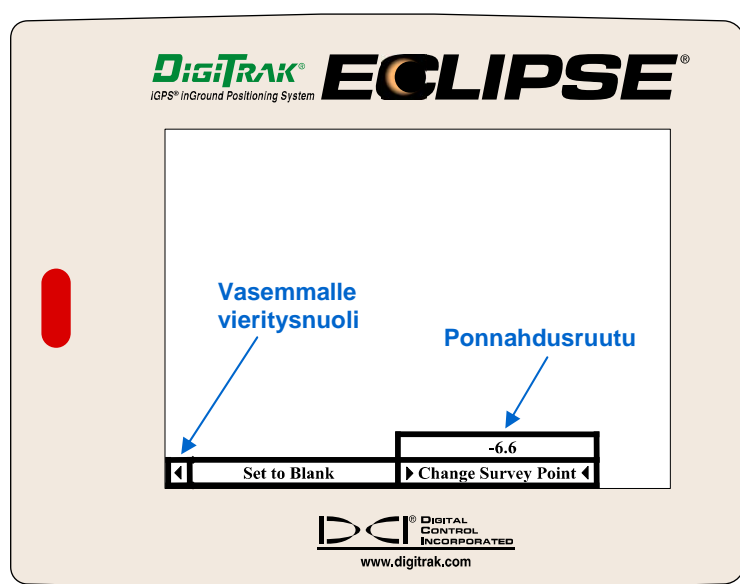 DIGITRAK® ECLIPSE®
iGPS® inGround Positioning System
Vasemmalle
vieritysnuoli
Ponnahdusruutu
-6.6
Set to Blank
Change Survey Point
DCI® DIGITAL
CONTROL
INCORPORATED
www.digitrak.com